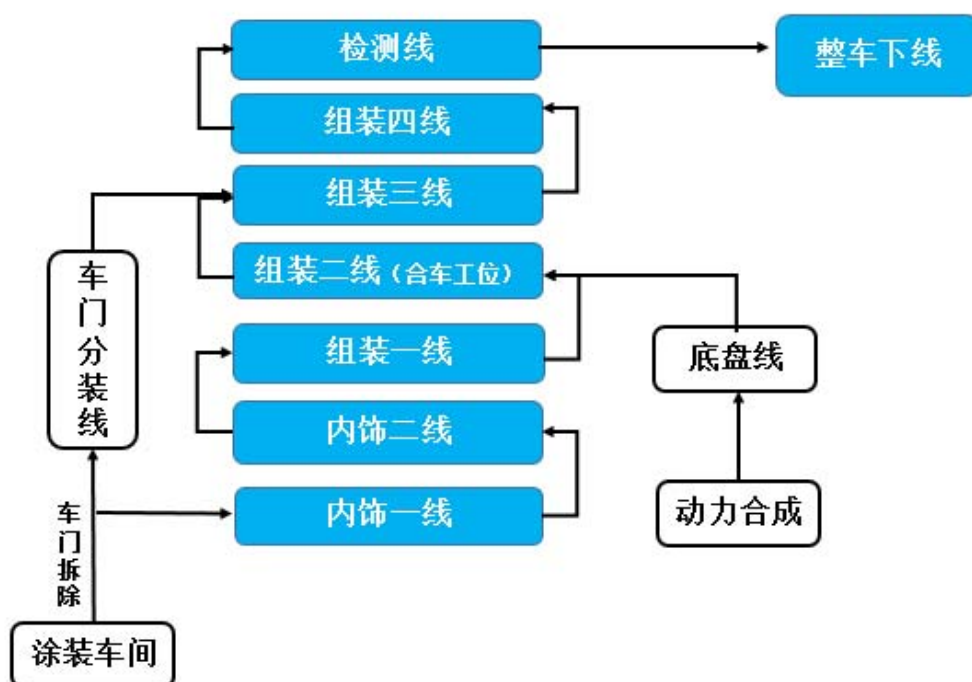 检测线
整车下线
组装四线
组装三线
组装二线（合车工位）
车门分装线
组装一线
底盘线
内饰二线
内饰一线
动力合成
车门拆除
涂装车间